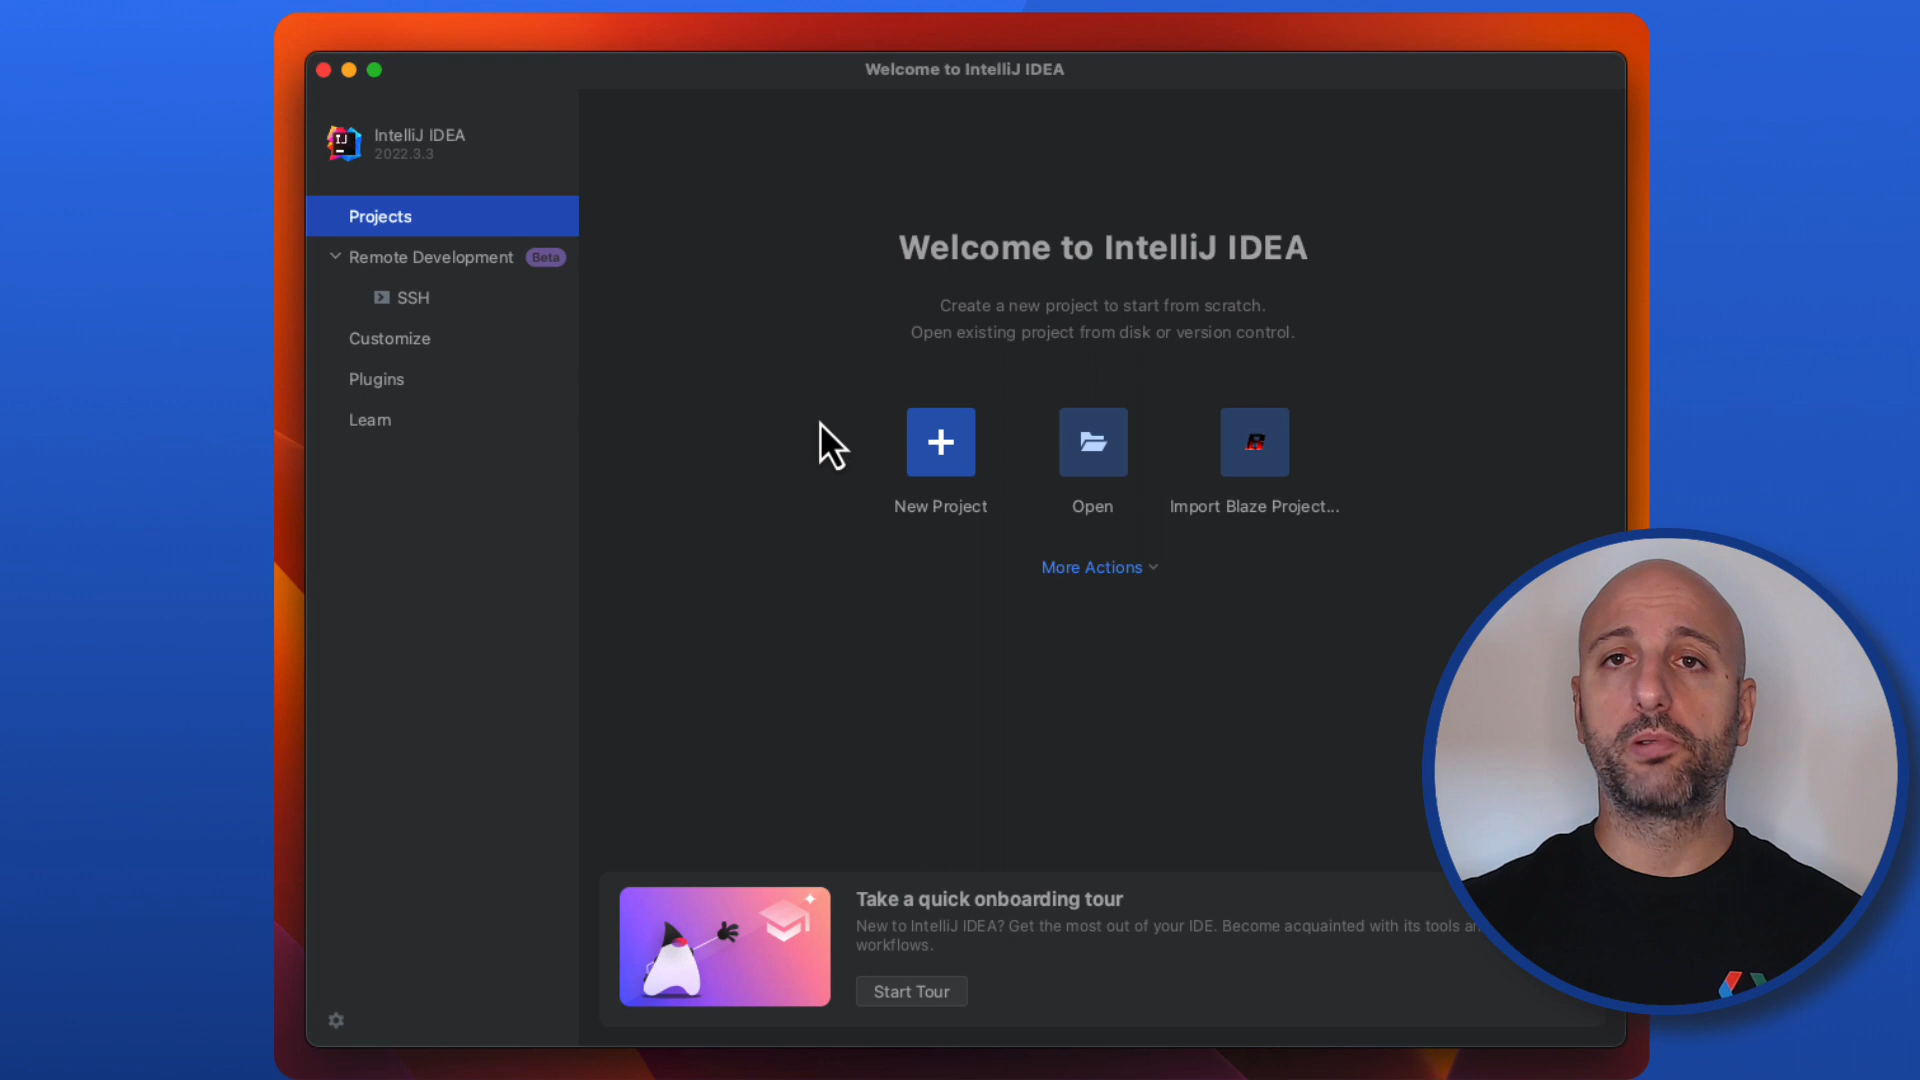 Welcome to IntelliJ IDEA
IJ
IntelliJ IDEA
2022.3.3
Projects
Remote Development Beta
SSH
Customize
Plugins
Learn
Welcome to IntelliJ IDEA
Create a new project to start from scratch.
Open existing project from disk or version control.
New Project
Open
Import Blaze Project...
More Actions
Take a quick onboarding tour
New to IntelliJ IDEA? Get the most out of your IDE. Become acquainted with its tools
workflows.
Start Tour